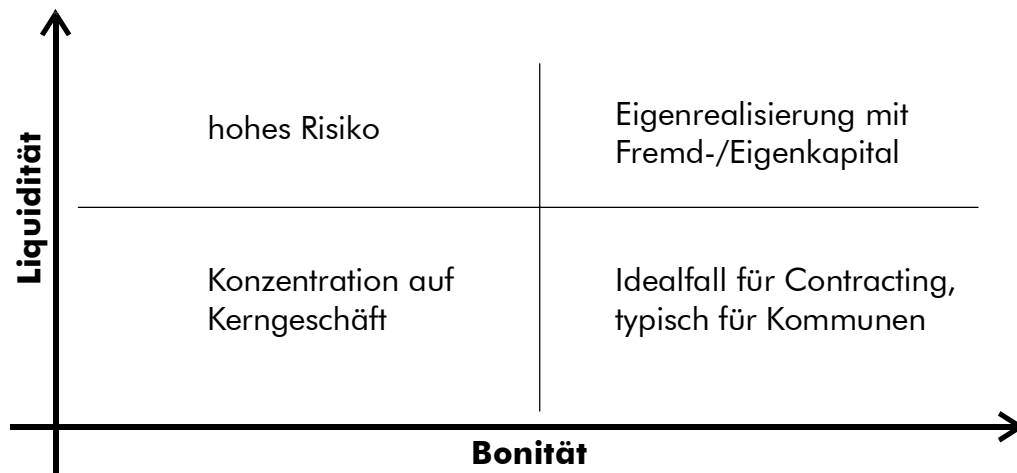 Liquidität
hohes Risiko
Eigenrealisierung mit
Fremd-/Eigenkapital
Konzentration auf
Kerngeschäft
Idealfall für Contracting,
typisch für Kommunen
Bonität